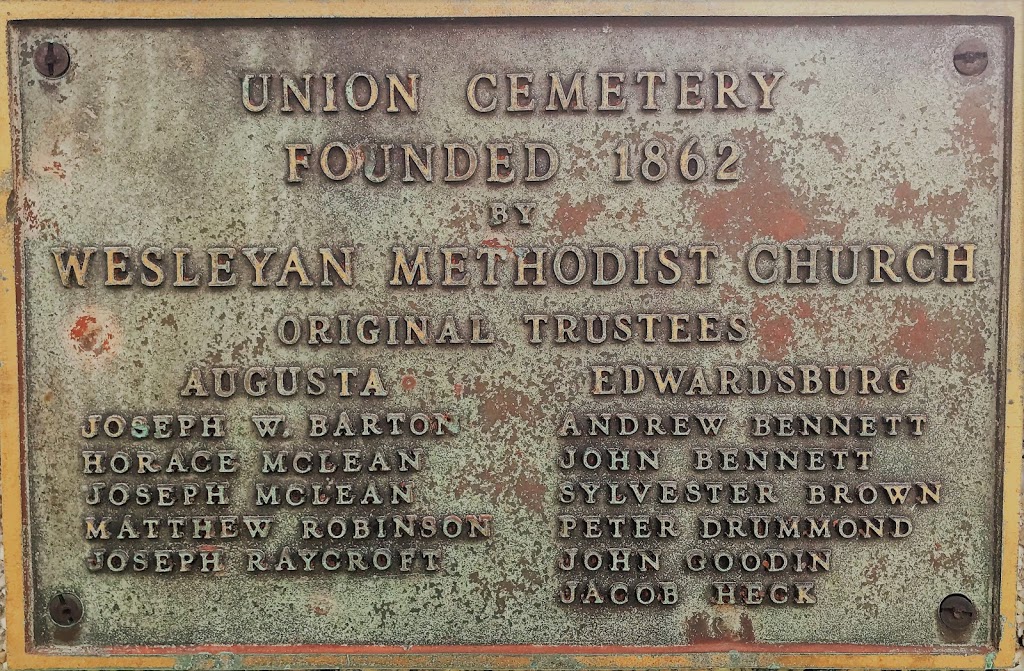 UNION CEMETERY
FOUNDED 1862
BY
WESLEYAN METHODIST CHURCH
ORIGINAL TRUSTEES
AUGUSTA
JOSEPH W. BARTON
HORACE MCLEAN
JOSEPH MCLEAN
MATTHEW ROBINSON
JOSEPH RAYCROFT
EDWARDSBURG
ANDREW BENNETT
JOHN BENNETT
SYLVESTER BROWN
PETER DRUMMOND
JOHN GOODIN
JACOB HECK